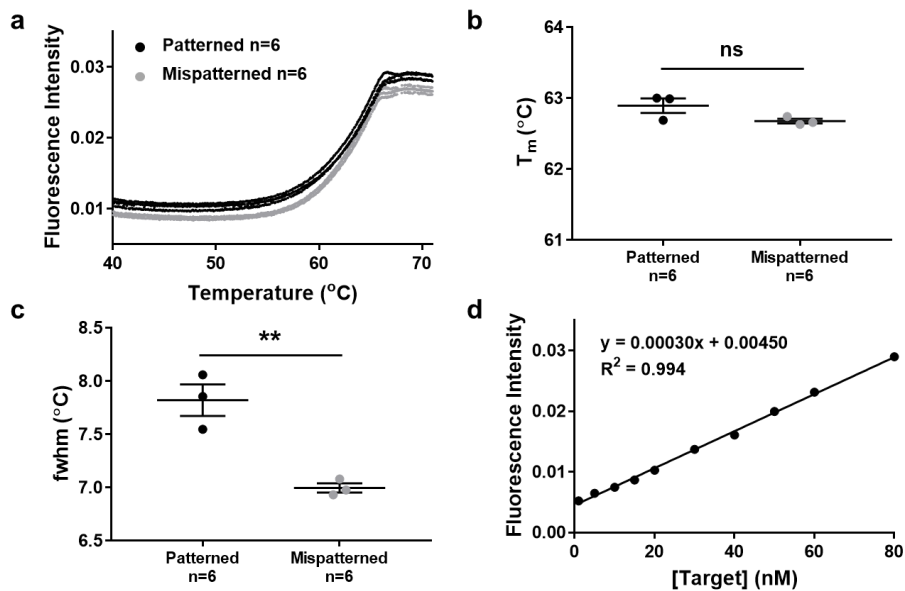 a
Fluorescence Intensity
0.03
0.02
0.01
40
50
60
70
Temperature (°C)
Patterned n=6
Mispatterned n=6
b
Tm (°C)
64
63
62
61
ns
Patterned
n=6
Mispatterned
n=6
c
fwhm (°C)
8.5
8.0
7.5
7.0
6.5
**
Patterned
n=6
Mispatterned
n=6
d
Fluorescence Intensity
0.03
0.02
0.01
0.00
0
20
40
60
80
[Target] (nM)
y = 0.00030x + 0.00450
R² = 0.994